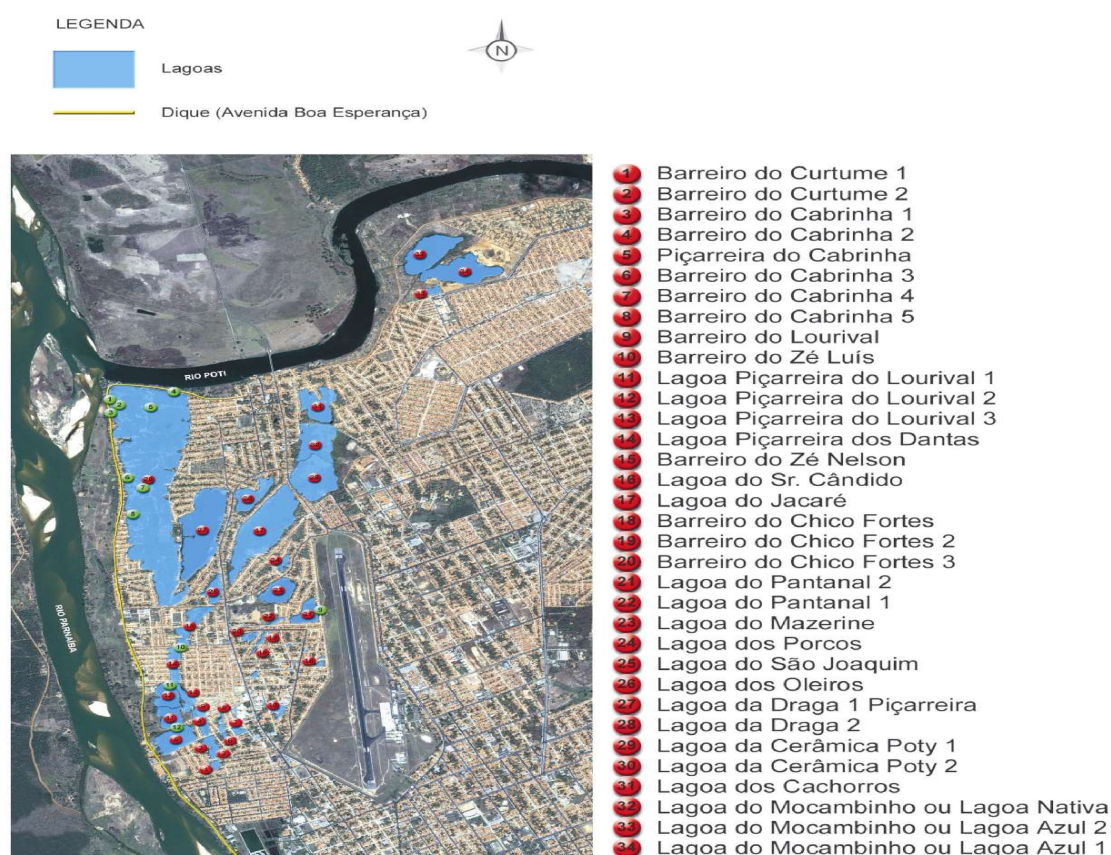 LEGENDA
N
Lagoas
Dique (Avenida Boa Esperança)
RIO POTI
RIO PARNAÍBA
1 Barreiro do Curtume 1
2 Barreiro do Curtume 2
3 Barreiro do Cabrinha 1
4 Barreiro do Cabrinha 2
5 Piçarreira do Cabrinha
6 Barreiro do Cabrinha 3
7 Barreiro do Cabrinha 4
8 Barreiro do Cabrinha 5
9 Barreiro do Lourival
10 Barreiro do Zé Luís
11 Lagoa Piçarreira do Lourival 1
12 Lagoa Piçarreira do Lourival 2
13 Lagoa Piçarreira do Lourival 3
14 Lagoa Piçarreira dos Dantas
15 Barreiro do Zé Nelson
16 Lagoa do Sr. Cândido
17 Lagoa do Jacaré
18 Barreiro do Chico Fortes
19 Barreiro do Chico Fortes 2
20 Barreiro do Chico Fortes 3
21 Lagoa do Pantanal 2
22 Lagoa do Pantanal 1
23 Lagoa do Mazerine
24 Lagoa dos Porcos
25 Lagoa do São Joaquim
26 Lagoa dos Oleiros
27 Lagoa da Draga 1 Piçarreira
28 Lagoa da Draga 2
29 Lagoa da Cerâmica Poty 1
30 Lagoa da Cerâmica Poty 2
31 Lagoa dos Cachorros
32 Lagoa do Mocambinho ou Lagoa Nativa
33 Lagoa do Mocambinho ou Lagoa Azul 2
34 Lagoa do Mocambinho ou Lagoa Azul 1